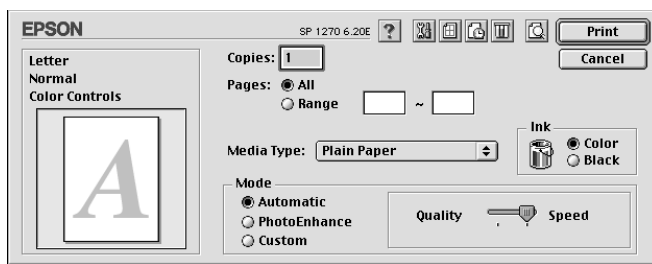 EPSON
SP 1270 6.20E
?
Print
Cancel
Letter
Normal
Color Controls
A
Copies: 1
Pages: All
Range ~
Media Type: Plain Paper
Ink
Color
Black
Mode
Automatic
PhotoEnhance
Custom
Quality Speed